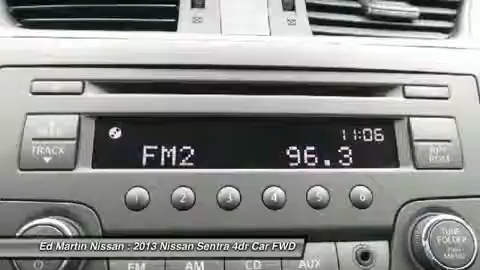 11:06
TRACK
FM2 96.3
1 2 3 4 5 6
TUNE
FOLDER
Ed Martin Nissan : 2013 Nissan Sentra 4dr Car FWD
FM AM CD AUX